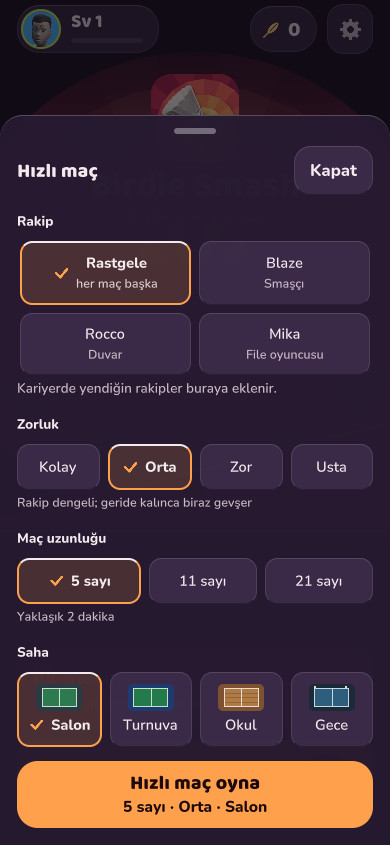 Sv 1
0
Birdie Smash
Hızlı maç
Kapat
Rakip
Rastgele
her maç başka
Blaze
Smaşçı
Rocco
Duvar
Mika
File oyuncusu
Kariyerde yendiğin rakipler buraya eklenir.
Zorluk
Kolay
Orta
Zor
Usta
Rakip dengeli; geride kalınca biraz gevşer
Maç uzunluğu
5 sayı
11 sayı
21 sayı
Yaklaşık 2 dakika
Saha
Salon
Turnuva
Okul
Gece
Hızlı maç oyna
5 sayı · Orta · Salon